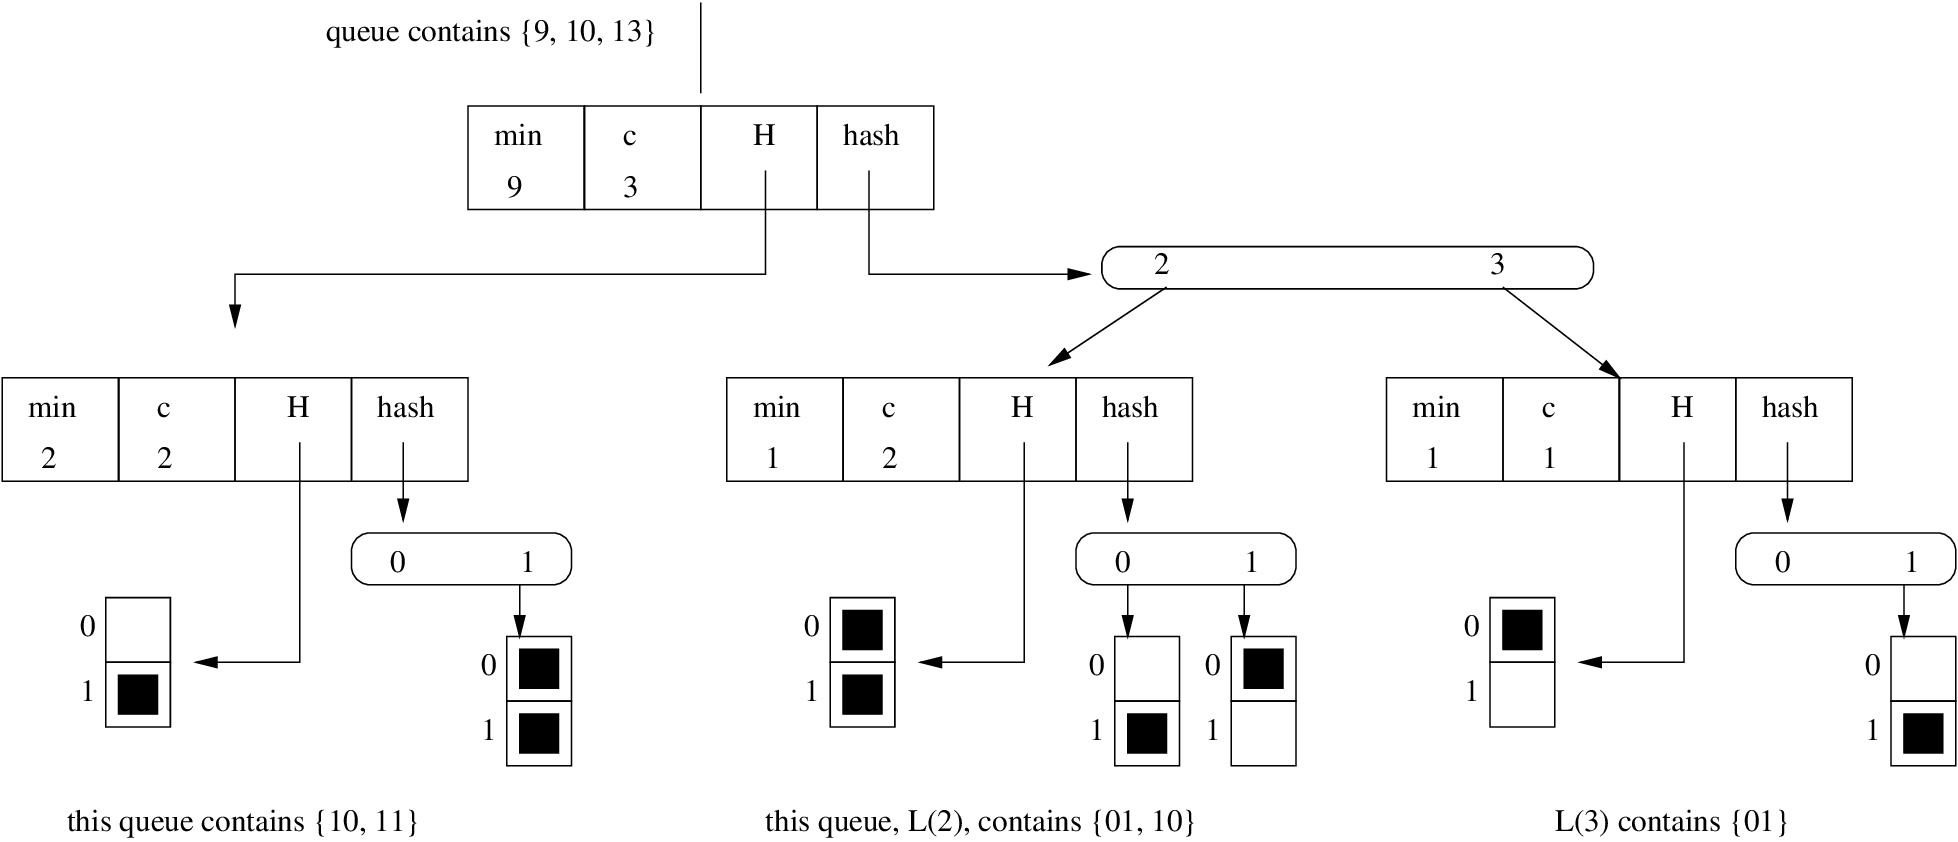 queue contains {9, 10, 13}
min c H hash
9 3
2 3
min c H hash
2 2
min c H hash
1 2
min c H hash
1 1
0 1
0 1
0 1
0
1
0
1
0
1
0
1
0
1
0
1
0
1
this queue contains {10, 11}
this queue, L(2), contains {01, 10}
L(3) contains {01}